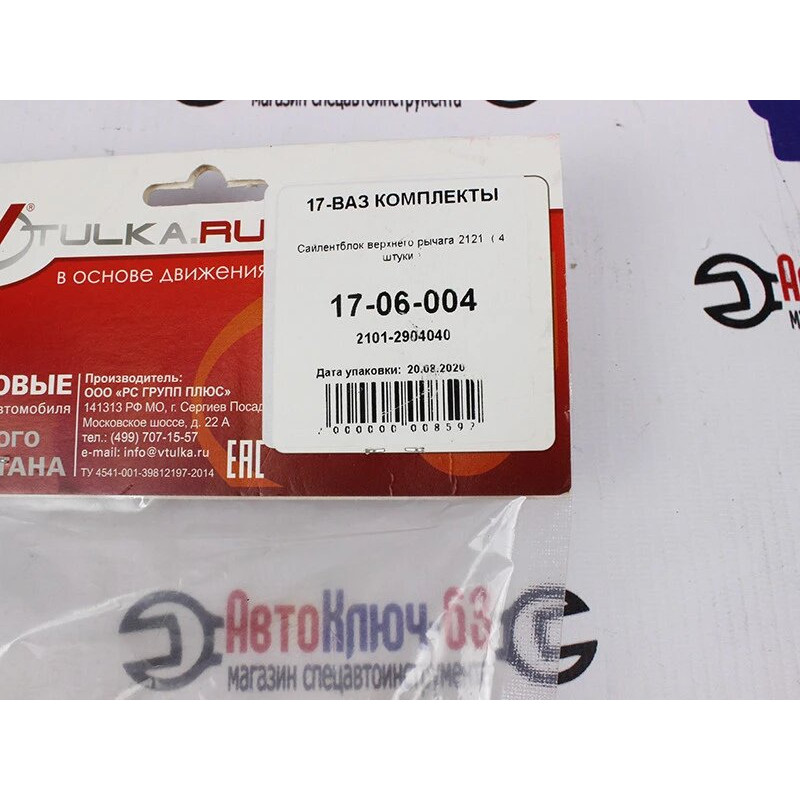 магазин спецавтоинструмента
VTULKA.RU®
в основе движения
17-ВАЗ КОМПЛЕКТЫ
Сайлентблок верхнего рычага 2121 ( 4
штуки )
17-06-004
2101-2904040
Дата упаковки: 20.08.2020
000000 008597
ОВЫЕ
втомобиля
ОГО
ТАНА
Производитель:
ООО «РС ГРУПП ПЛЮС»
141313 РФ МО, г. Сергиев Посад
Московское шоссе, д. 22 А
тел.: (499) 707-15-57
e-mail: info@vtulka.ru
ТУ 4541-001-39812197-2014
EAC
АвтоКлюч-63
магазин спецавтоинструмента